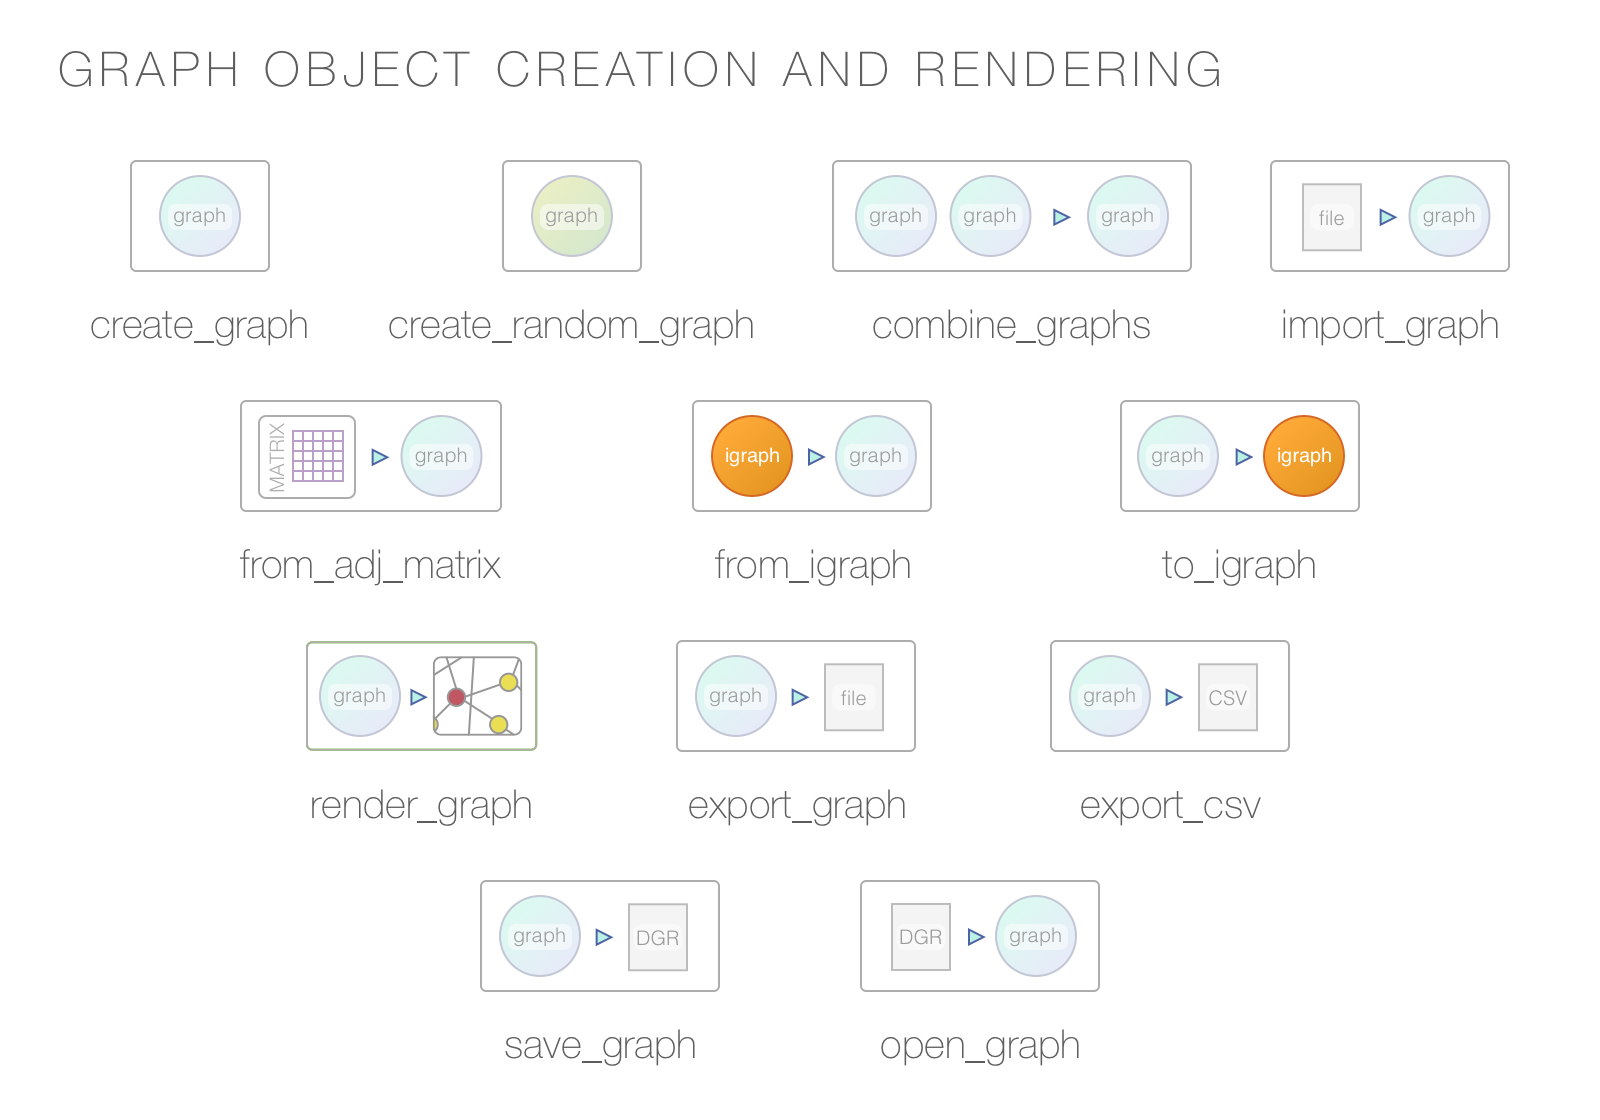 GRAPH OBJECT CREATION AND RENDERING
graph
graph
graph graph graph
file graph
create_graph
create_random_graph
combine_graphs
import_graph
MATRIX graph
igraph graph
graph igraph
from_adj_matrix
from_igraph
to_igraph
graph
graph file
graph CSV
render_graph
export_graph
export_csv
graph DGR
DGR graph
save_graph
open_graph